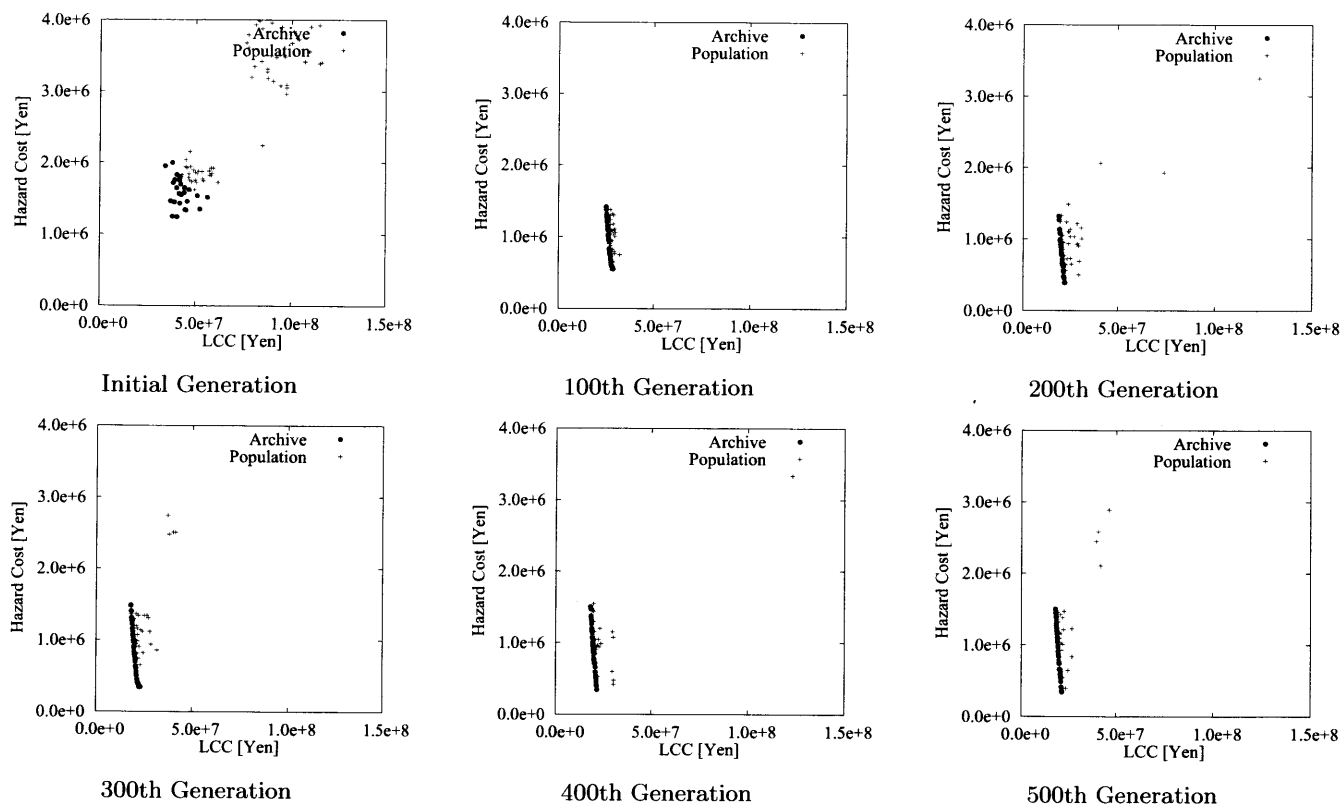 4.0e+6
Archive
Population
3.0e+6
2.0e+6
1.0e+6
0.0e+0
Hazard Cost [Yen]
0.0e+0 5.0e+7 1.0e+8 1.5e+8
LCC [Yen]
Initial Generation
4.0e+6
Archive
Population
3.0e+6
2.0e+6
1.0e+6
0.0e+0
Hazard Cost [Yen]
0.0e+0 5.0e+7 1.0e+8 1.5e+8
LCC [Yen]
100th Generation
4.0e+6
Archive
Population
3.0e+6
2.0e+6
1.0e+6
0.0e+0
Hazard Cost [Yen]
0.0e+0 5.0e+7 1.0e+8 1.5e+8
LCC [Yen]
200th Generation
4.0e+6
Archive
Population
3.0e+6
2.0e+6
1.0e+6
0.0e+0
Hazard Cost [Yen]
0.0e+0 5.0e+7 1.0e+8 1.5e+8
LCC [Yen]
300th Generation
4.0e+6
Archive
Population
3.0e+6
2.0e+6
1.0e+6
0.0e+0
Hazard Cost [Yen]
0.0e+0 5.0e+7 1.0e+8 1.5e+8
LCC [Yen]
400th Generation
4.0e+6
Archive
Population
3.0e+6
2.0e+6
1.0e+6
0.0e+0
Hazard Cost [Yen]
0.0e+0 5.0e+7 1.0e+8 1.5e+8
LCC [Yen]
500th Generation